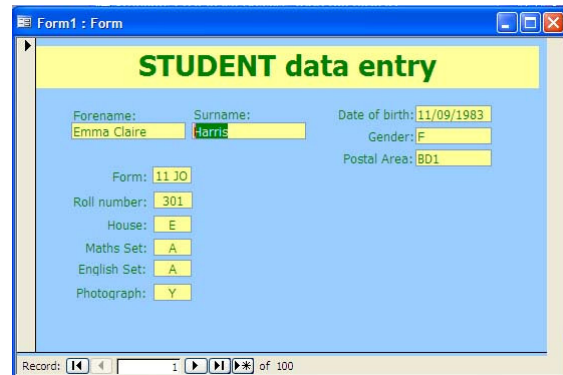 Form1 : Form
STUDENT data entry
Forename: Surname:
Emma Claire Harris
Date of birth: 11/09/1983
Gender: F
Postal Area: BD1
Form: 11 JO
Roll number: 301
House: E
Maths Set: A
English Set: A
Photograph: Y
Record: 1 of 100